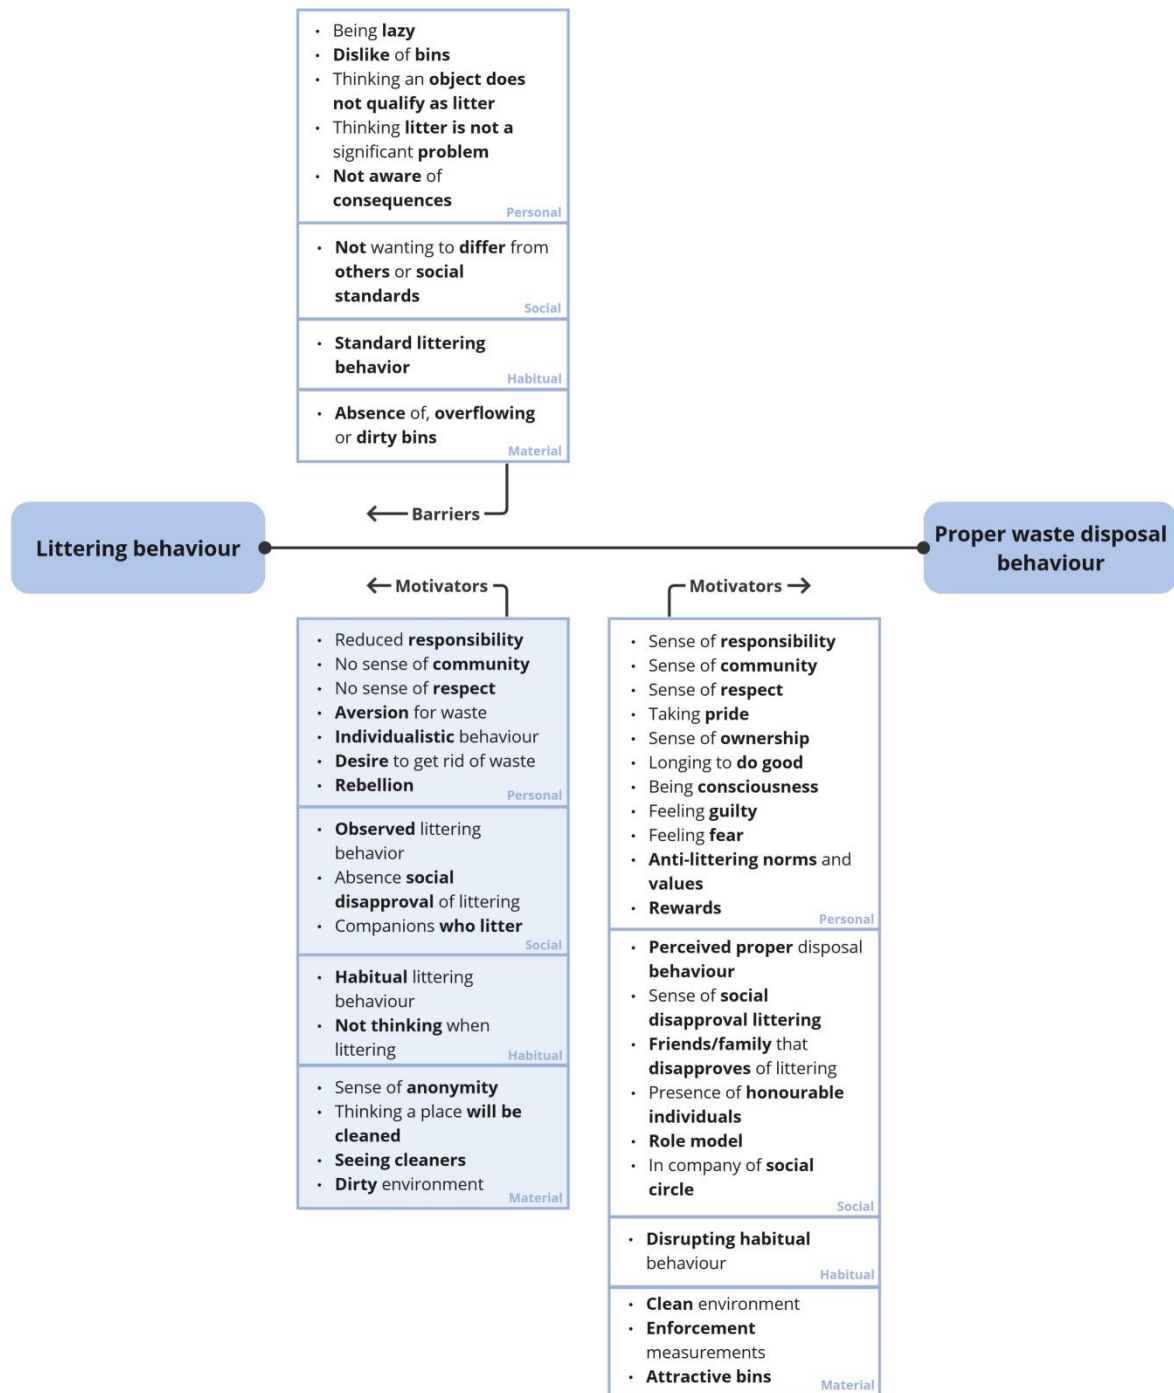 • Being lazy
• Dislike of bins
• Thinking an object does
not qualify as litter
• Thinking litter is not a
significant problem
• Not aware of
consequences
Personal
• Not wanting to differ from
others or social
standards
Social
• Standard littering
behavior
Habitual
• Absence of, overflowing
or dirty bins
Material
Barriers
Littering behaviour
Proper waste disposal
behaviour
Motivators
• Reduced responsibility
• No sense of community
• No sense of respect
• Aversion for waste
• Individualistic behaviour
• Desire to get rid of waste
• Rebellion
Personal
• Observed littering
behavior
• Absence social
disapproval of littering
• Companions who litter
Social
• Habitual littering
behaviour
• Not thinking when
littering
Habitual
• Sense of anonymity
• Thinking a place will be
cleaned
• Seeing cleaners
• Dirty environment
Material
Motivators
• Sense of responsibility
• Sense of community
• Sense of respect
• Taking pride
• Sense of ownership
• Longing to do good
• Being consciousness
• Feeling guilty
• Feeling fear
• Anti-littering norms and
values
• Rewards
Personal
• Perceived proper disposal
behaviour
• Sense of social
disapproval littering
• Friends/family that
disapproves of littering
• Presence of honourable
individuals
• Role model
• In company of social
circle
Social
• Disrupting habitual
behaviour
Habitual
• Clean environment
• Enforcement
measurements
• Attractive bins
Material